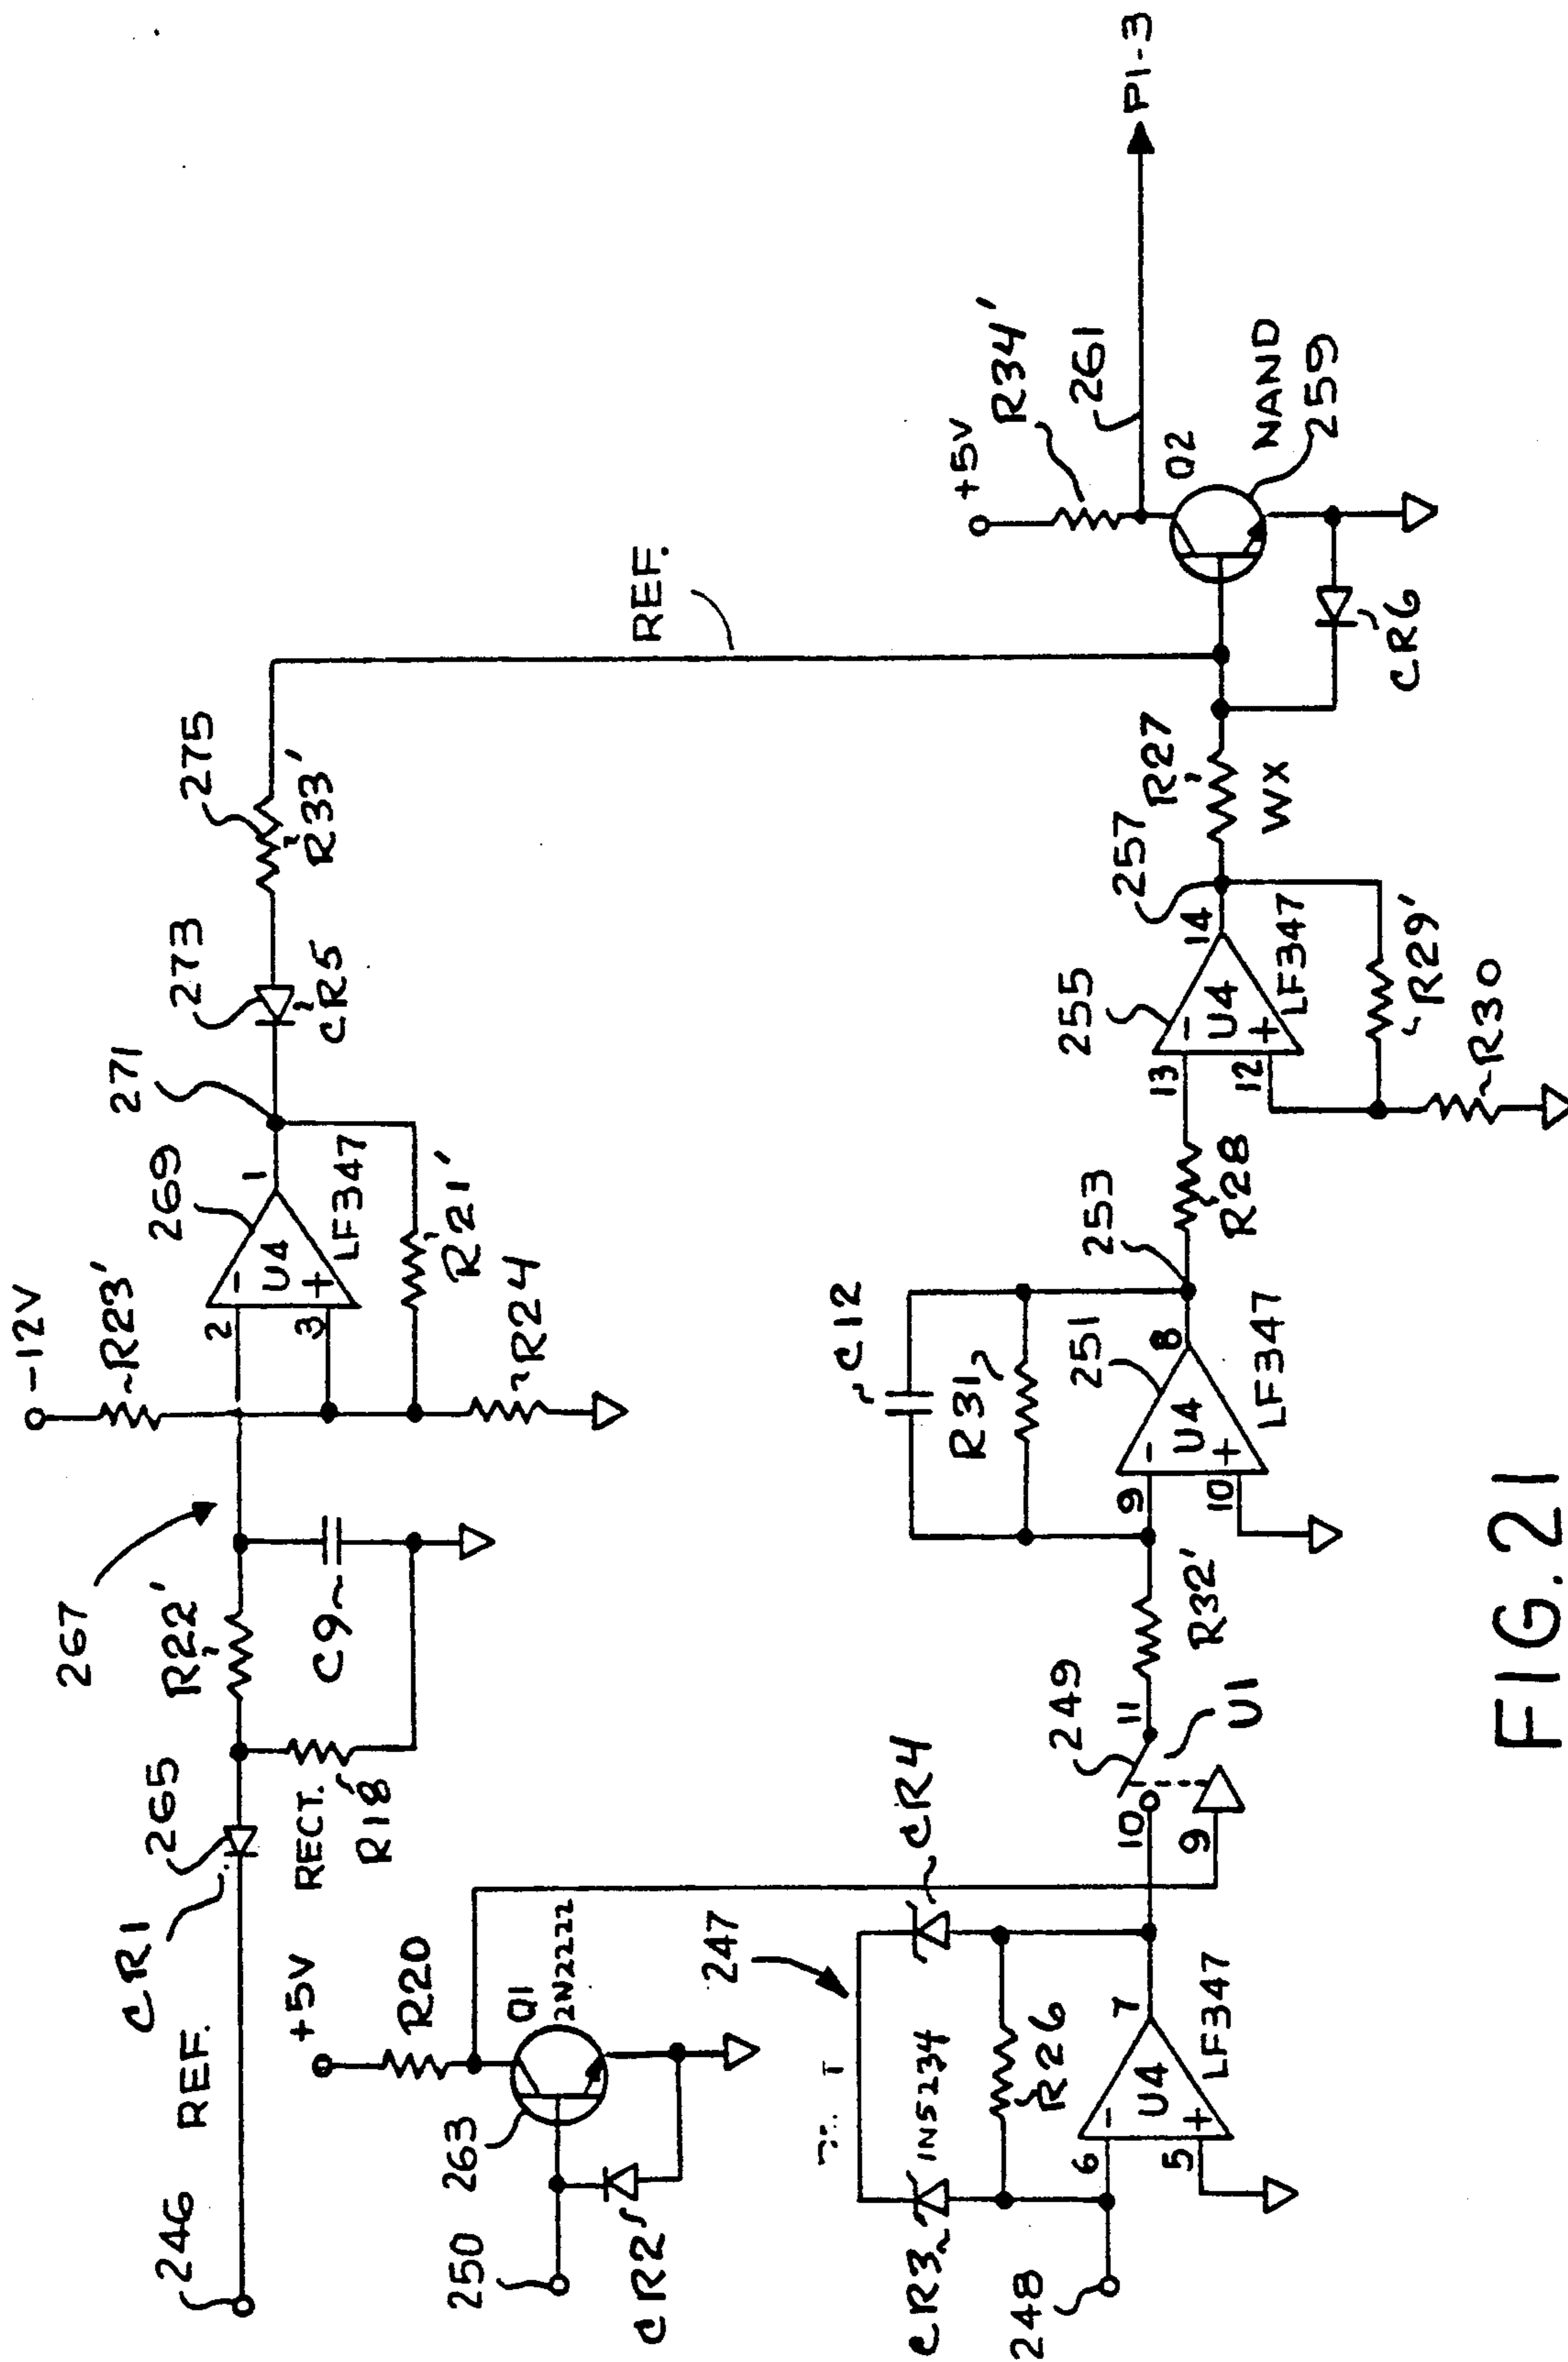 246
REF.
CR1
265
RECT.
R18
R22'
267
C9
-12V
R23'
2
3
U4
-
+
LF347
269
1
271
R21'
R24
273
CR5
275
R33'
REF.
+5V
R20
Q1
2N2222
263
250
CR2
247
CR3
1N5234
CR4
R26
248
6
5
U4
-
+
LF347
7
10
9
11
249
U1
R32'
C12
R31
9
10
U4
-
+
LF347
251
8
253
R28
13
12
255
U4
-
+
LF347
14
257
R27
WX
R29'
R30
+5V
R34'
261
Q2
NAND
259
CR6
P1-3
FIG. 21